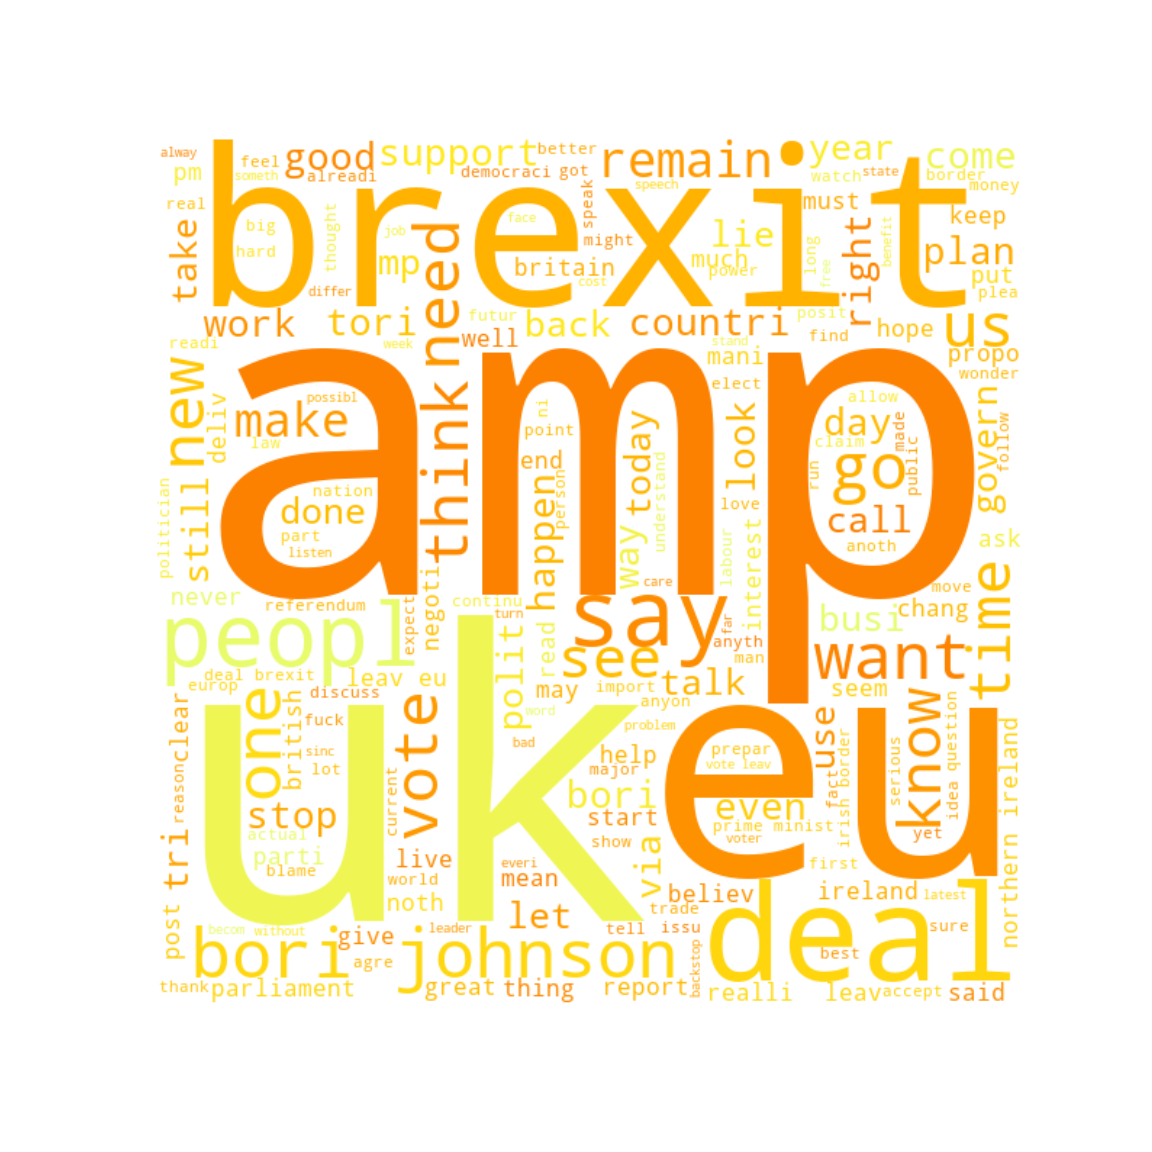 alway
feel
someth
good
alreadi
support
better
democraci
got
remain
year
come
pm
brexit
speech
watch
state
border
money
real
big
hard
thought
job
face
speak
might
must
keep
take
need
mp
britain
lie
much
power
cost
long
free
right
benefit
plan
put
plea
differ
work
tori
futur
back
countri
posit
find
hope
us
readi
week
well
stand
mani
propo
wonder
new
deliv
make
law
possibl
amp
think
elect
allow
day
claim
made
govern
follow
ni
point
look
go
run
public
nation
done
part
listen
end
person
today
understand
love
call
anoth
ask
politician
still
happen
way
labour
interest
never
referendum
expect
negoti
continu
turn
care
far
move
time
chang
busi
peopl
say
anyth
man
want
read
see
deal brexit
leav eu
polit
may
import
talk
anyon
seem
europ
discuss
clear
reason
one
british
fuck
sinc
lot
uk
vote
word
bad
problem
eu
prepar
vote leav
use
know
serious
question
idea
northern ireland
help
major
bori
even
fact
irish border
stop
current
start
prime minist
yet
actual
parti
blame
tri
live
world
noth
everi
mean
show
via
voter
first
believ
ireland
latest
post
let
trade
deal
becom
without
give
leader
tell
issu
sure
bori
johnson
agre
best
backstop
thank
parliament
great
thing
report
realli
leav
accept
said